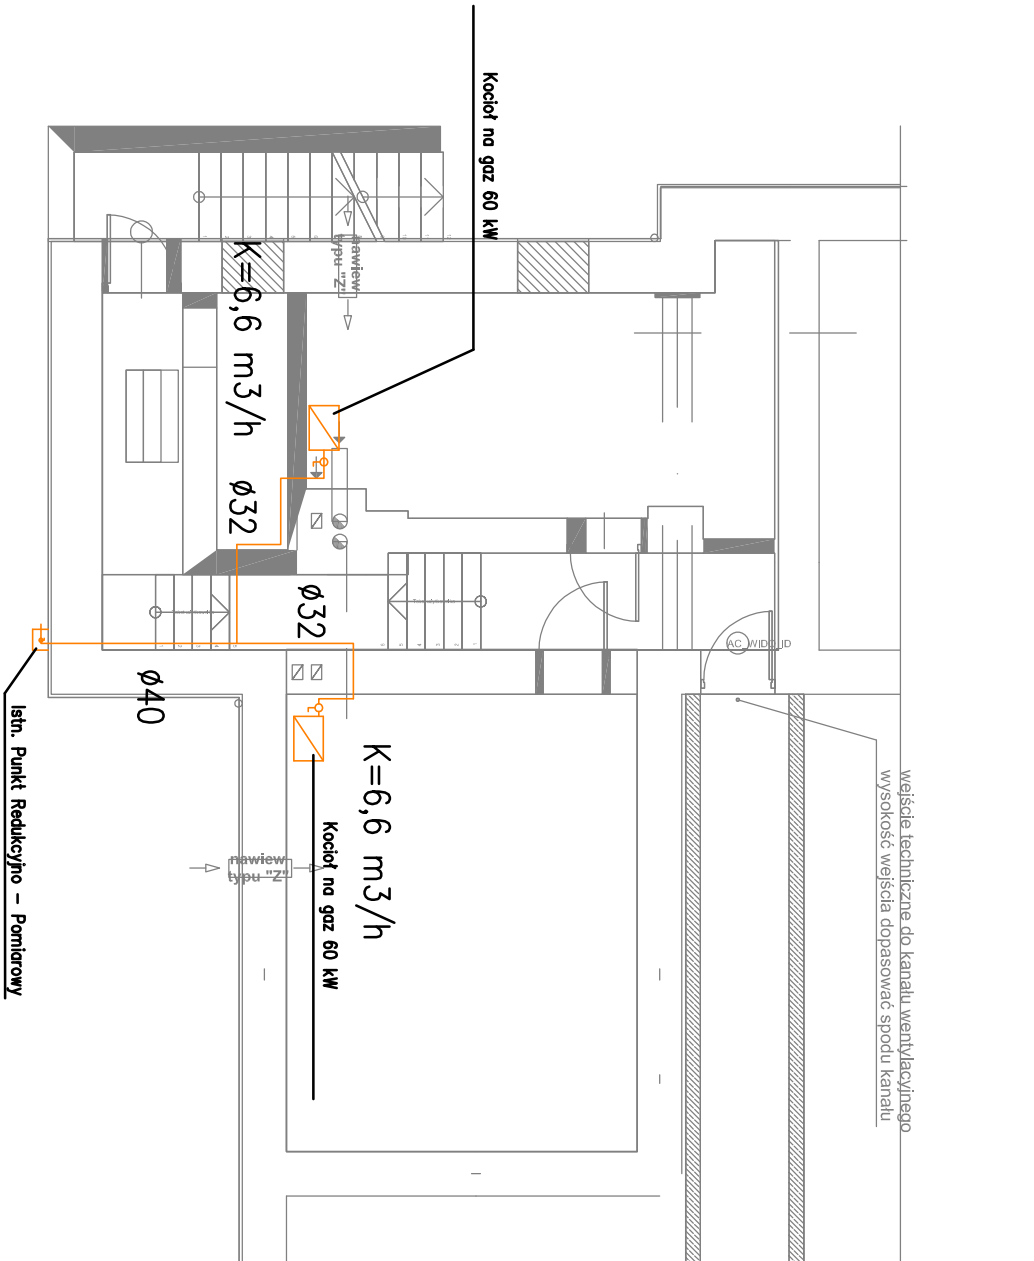 Kocioł na gaz 60 kW
nawiew
typu "Z"
K=6,6 m3/h
ø32
ø32
ø40
AC_WIDO_ID
wejście techniczne do kanału wentylacyjnego
wysokość wejścia dopasować spodu kanału
K=6,6 m3/h
Kocioł na gaz 60 kW
nawiew
typu "Z"
Istn. Punkt Redukcyjno - Pomiarowy